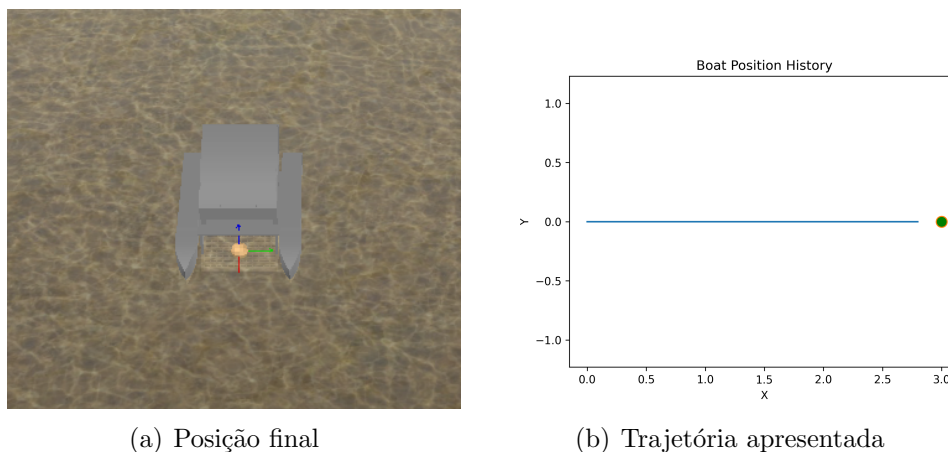 Boat Position History
1.0
0.5
0.0
−0.5
−1.0
Y
0.0 0.5 1.0 1.5 2.0 2.5 3.0
X
(a) Posição final
(b) Trajetória apresentada